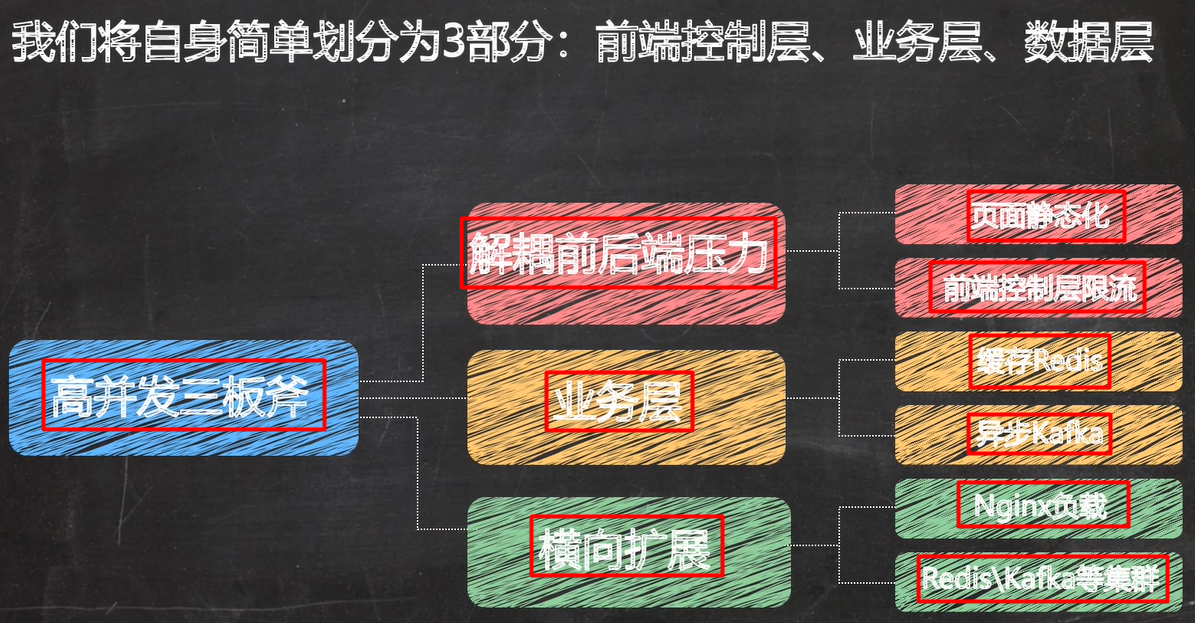 我们将自身简单划分为3部分：前端控制层、业务层、数据层
高并发三板斧
解耦前后端压力
页面静态化
前端控制层限流
业务层
缓存Redis
异步Kafka
横向扩展
Nginx负载
Redis\Kafka等集群